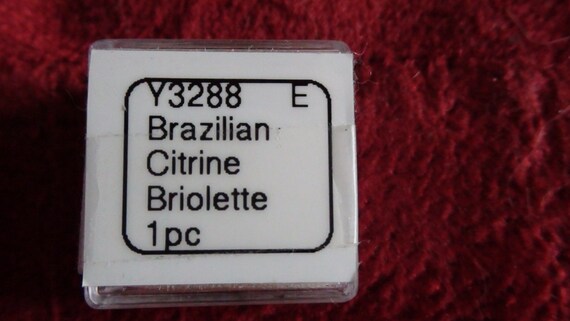 Y3288 E
Brazilian
Citrine
Briolette
1pc